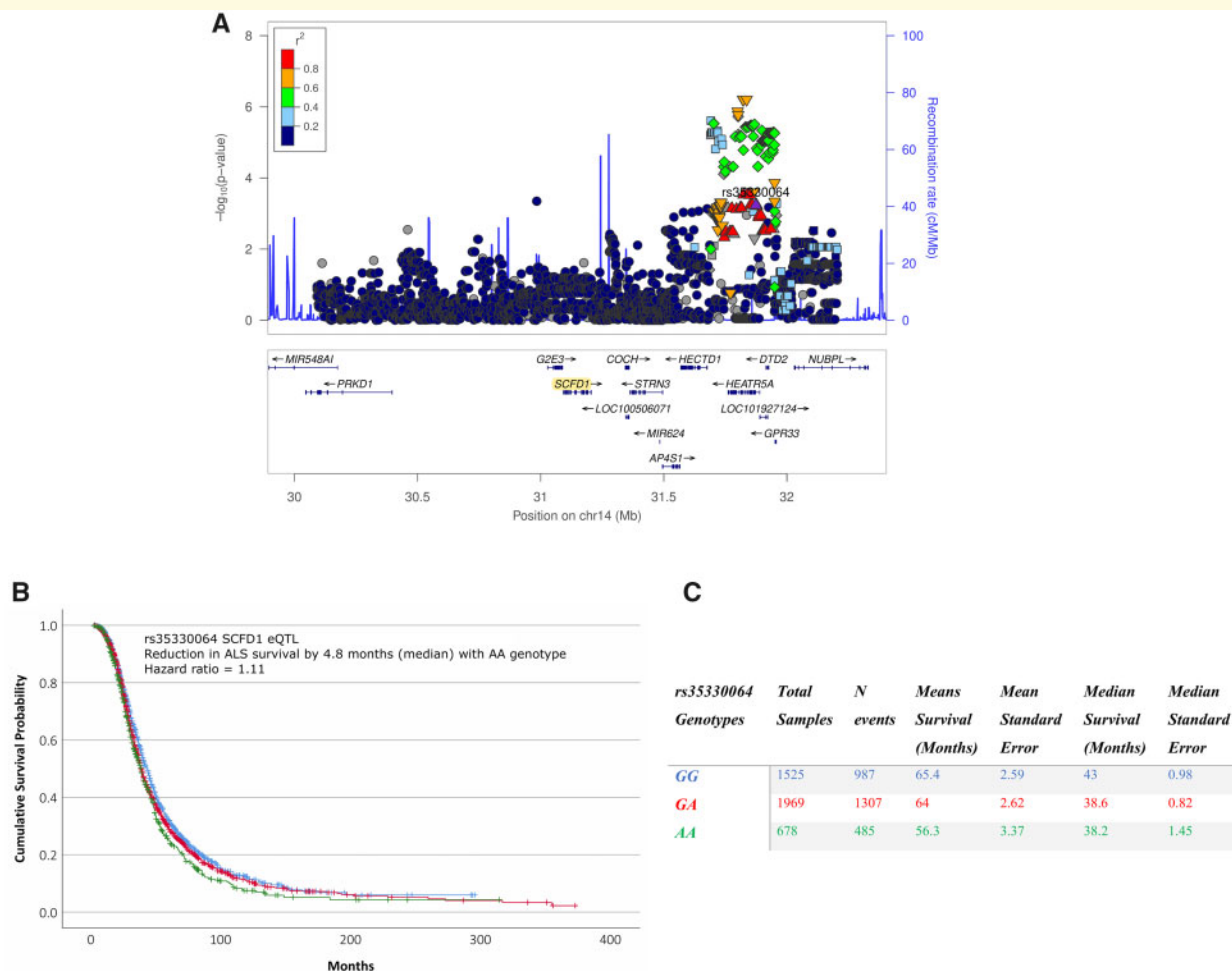 A
8
6
4
2
0
−log10(p−value)
r2
0.8
0.6
0.4
0.2
rs35330064
100
80
60
40
20
0
Recombination rate (cM/Mb)
←MIR548AI
G2E3→
COCH→
←HECTD1
←DTD2
NUBPL→
←PRKD1
SCFD1→
←STRN3
←HEATR5A
←LOC100506071
LOC101927124→
←MIR624
←GPR33
AP4S1→
30
30.5
31
31.5
32
Position on chr14 (Mb)
B
1.0
0.8
0.6
0.4
0.2
0.0
Cumulative Survival Probability
rs35330064 SCFD1 eQTL
Reduction in ALS survival by 4.8 months (median) with AA genotype
Hazard ratio = 1.11
0
100
200
300
400
Months
C
rs35330064 Total N Means Mean Median Median
Genotypes Samples events Survival Standard Survival Standard
(Months) Error (Months) Error
GG 1525 987 65.4 2.59 43 0.98
GA 1969 1307 64 2.62 38.6 0.82
AA 678 485 56.3 3.37 38.2 1.45